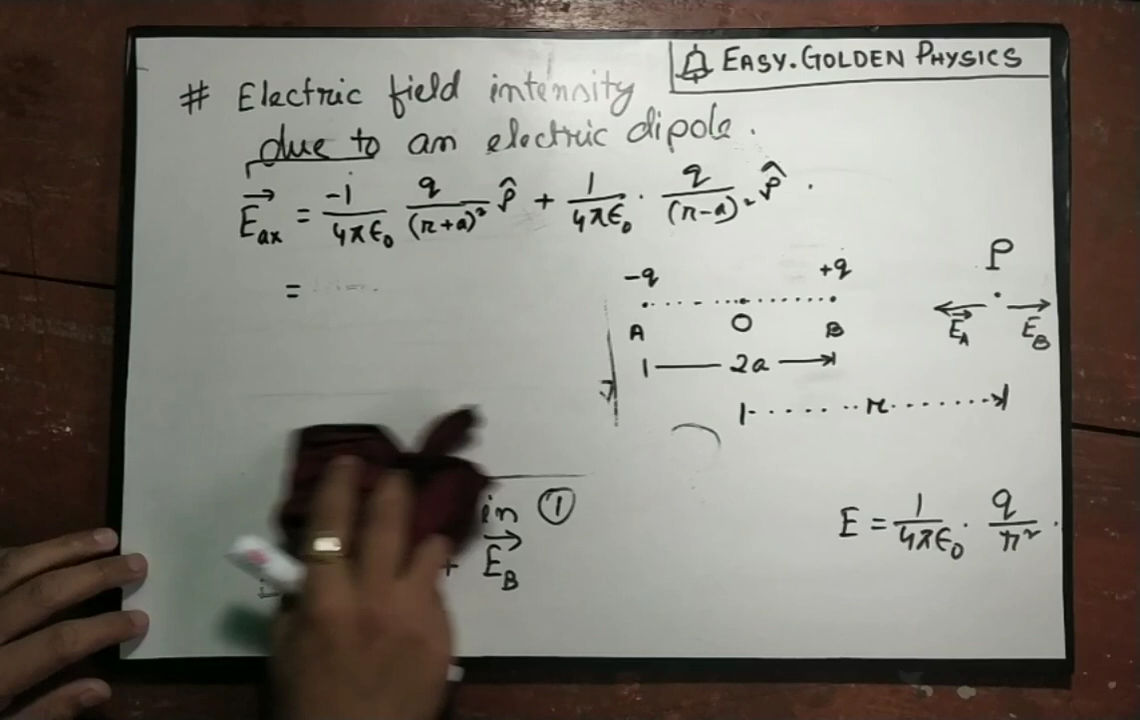 EASY.GOLDEN PHYSICS
# Electric field intensity
due to an electric dipole.
E⃗ax = -1/4πϵ₀ q/(r+a)² p̂ + 1/4πϵ₀ · q/(r-a)² p̂ .
=
-q +q P
A O B E⃗A E⃗B
2a
r
in ①
+ E⃗B
E = 1/4πϵ₀ · q/r² .